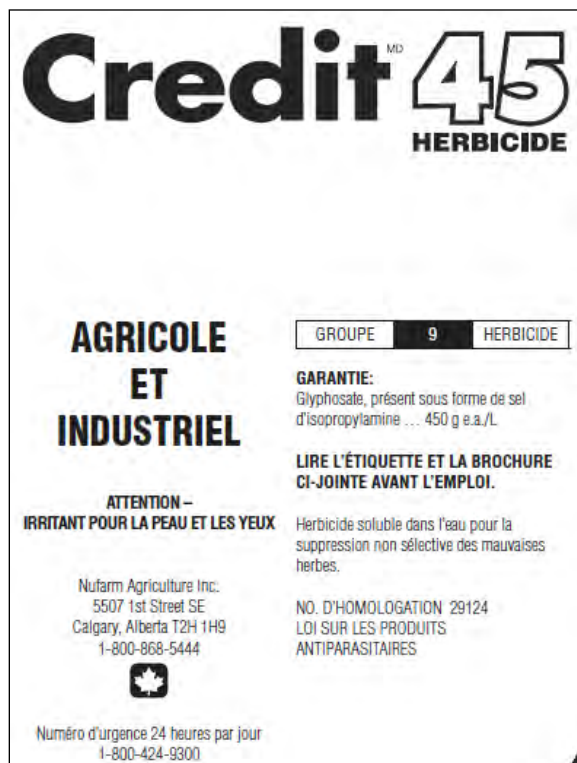 Credit MD 45
HERBICIDE
AGRICOLE
ET
INDUSTRIEL
ATTENTION –
IRRITANT POUR LA PEAU ET LES YEUX
Nufarm Agriculture Inc.
5507 1st Street SE
Calgary, Alberta T2H 1H9
1-800-868-5444
Numéro d'urgence 24 heures par jour
1-800-424-9300
GROUPE 9 HERBICIDE
GARANTIE:
Glyphosate, présent sous forme de sel
d'isopropylamine … 450 g e.a./L
LIRE L'ÉTIQUETTE ET LA BROCHURE
CI-JOINTE AVANT L'EMPLOI.
Herbicide soluble dans l'eau pour la
suppression non sélective des mauvaises
herbes.
NO. D'HOMOLOGATION 29124
LOI SUR LES PRODUITS
ANTIPARASITAIRES